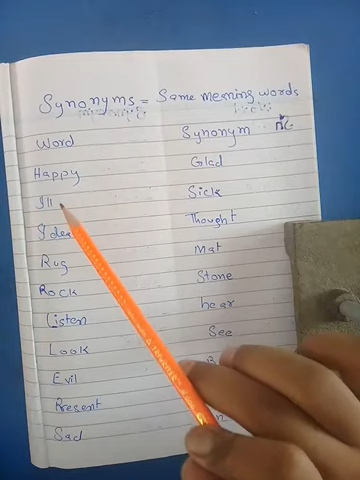 Synonyms = Same meaning words
Word Synonym
Happy Glad
Ill Sick
Idea Thought
Rug Mat
Rock Stone
Listen hear
Look See
Evil
Present
Sad